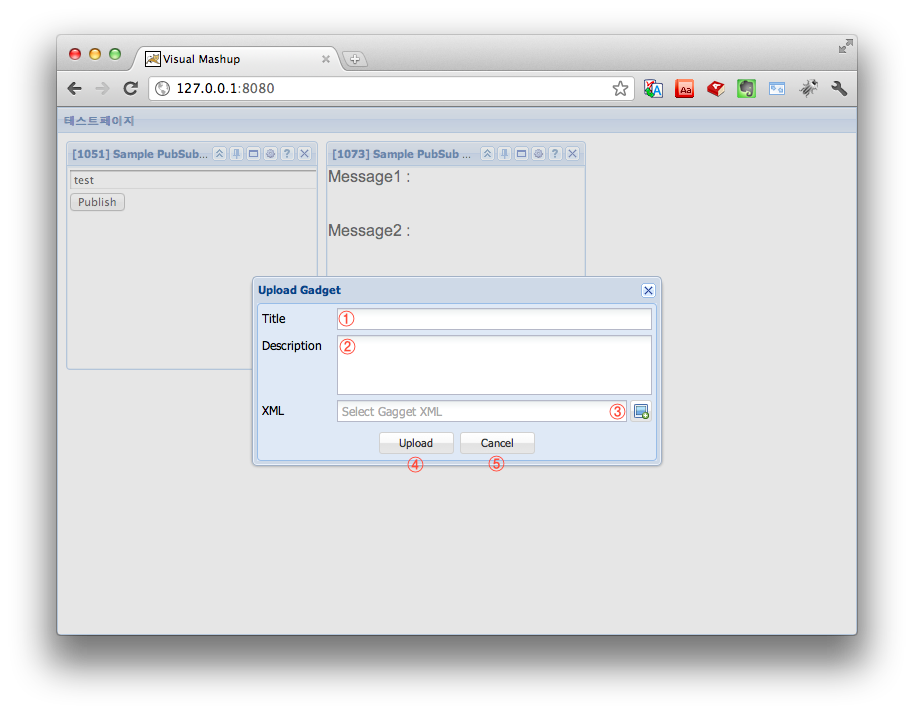 Visual Mashup
127.0.0.1:8080
테스트페이지
[1051] Sample PubSub...
[1073] Sample PubSub ...
test
Publish
Message1 :
Message2 :
Upload Gadget
Title ①
Description ②
XML Select Gagget XML ③
Upload Cancel
④ ⑤